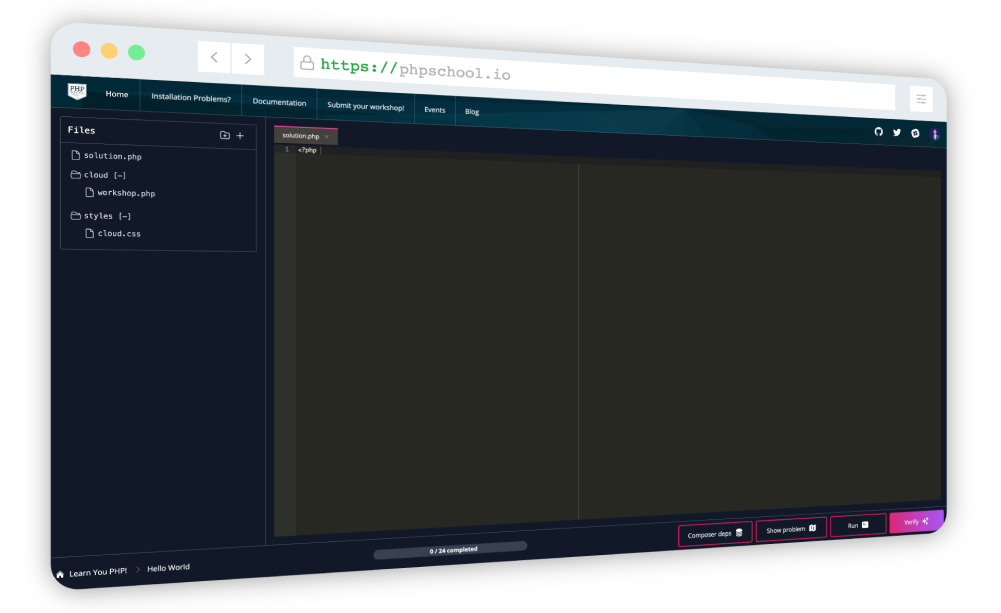 https://phpschool.io
PHP
Home
Installation Problems?
Documentation
Submit your workshop!
Events
Blog
Files
solution.php
cloud [-]
workshop.php
styles [-]
cloud.css
solution.php ×
1 <?php
Composer deps
Show problem
Run
Verify
0 / 24 completed
Learn You PHP! > Hello World